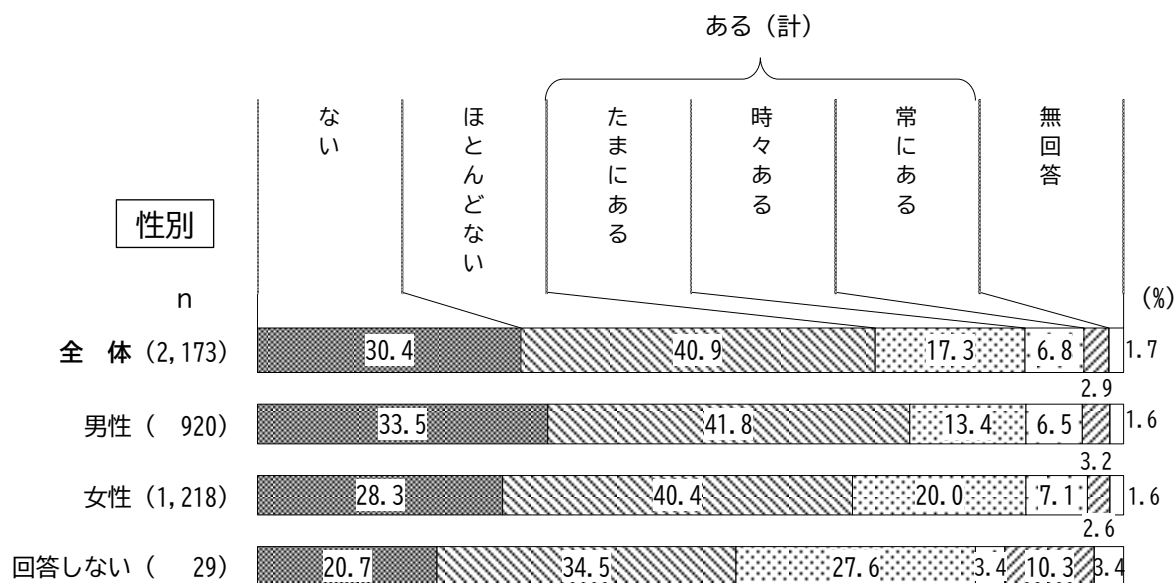 ある（計）
ない
ほとんどない
たまにある
時々ある
常にある
無回答
性別
n
(%)
全　体（2,173） 30.4 40.9 17.3 6.8 2.9 1.7
男性（　920） 33.5 41.8 13.4 6.5 3.2 1.6
女性（1,218） 28.3 40.4 20.0 7.1 2.6 1.6
回答しない（　29） 20.7 34.5 27.6 3.4 10.3 3.4